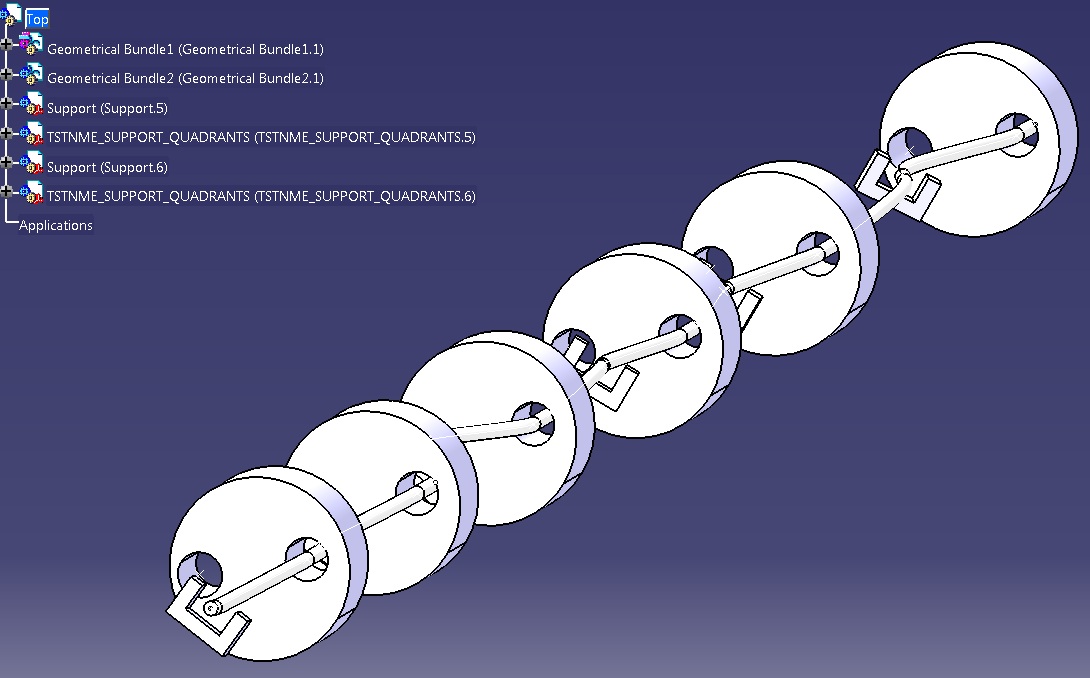 Top
Geometrical Bundle1 (Geometrical Bundle1.1)
Geometrical Bundle2 (Geometrical Bundle2.1)
Support (Support.5)
TSTNME_SUPPORT_QUADRANTS (TSTNME_SUPPORT_QUADRANTS.5)
Support (Support.6)
TSTNME_SUPPORT_QUADRANTS (TSTNME_SUPPORT_QUADRANTS.6)
Applications